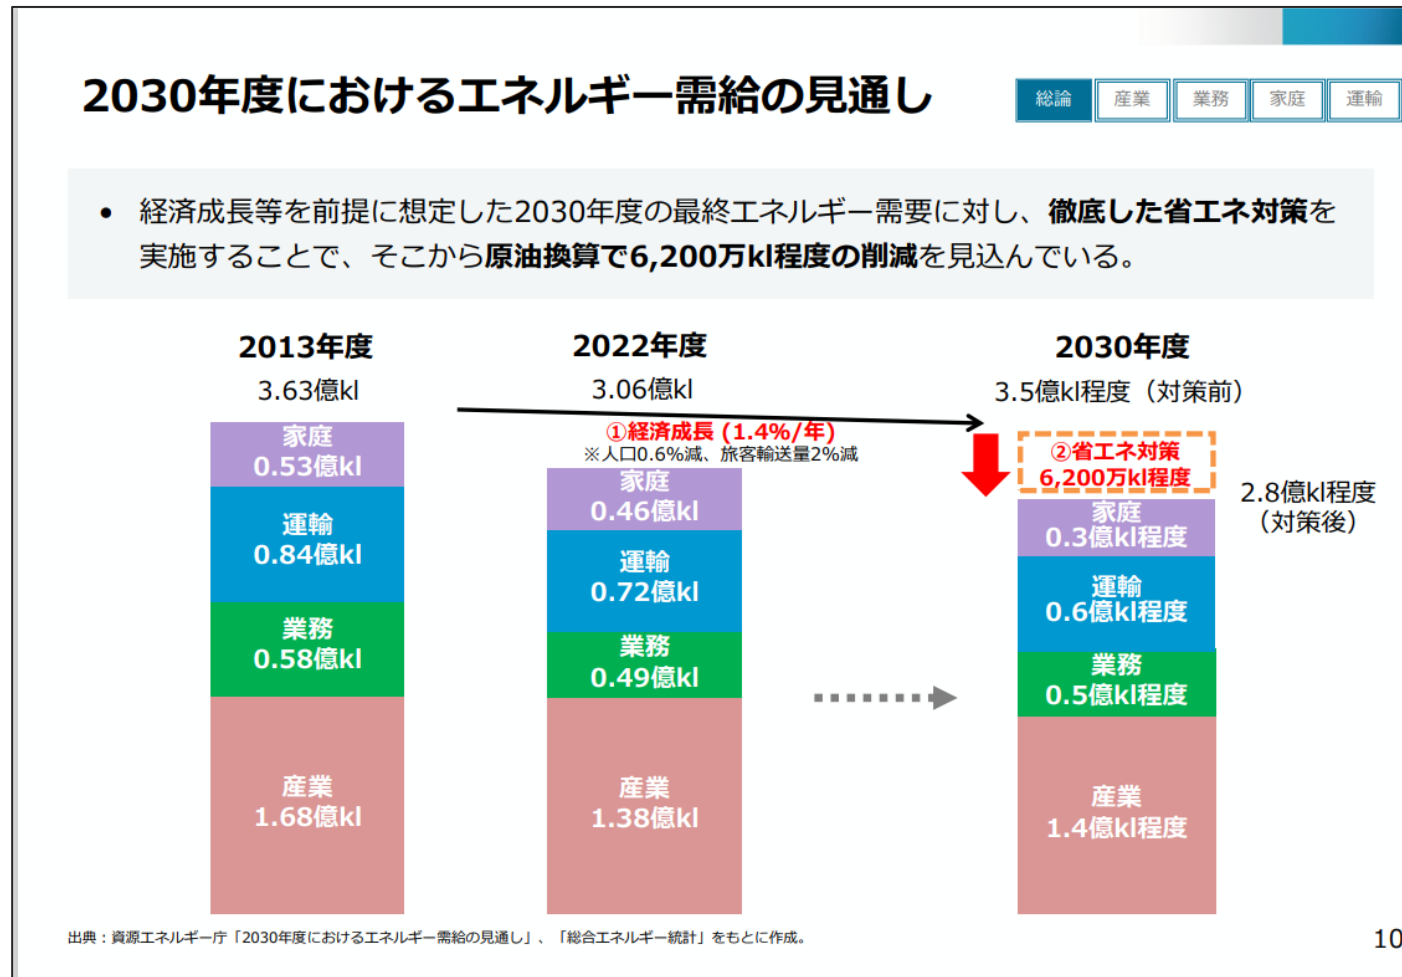 2030年度におけるエネルギー需給の見通し
総論
産業
業務
家庭
運輸
• 経済成長等を前提に想定した2030年度の最終エネルギー需要に対し、徹底した省エネ対策を
実施することで、そこから原油換算で6,200万kl程度の削減を見込んでいる。
2013年度
3.63億kl
家庭
0.53億kl
運輸
0.84億kl
業務
0.58億kl
産業
1.68億kl
2022年度
3.06億kl
①経済成長 (1.4%/年)
※人口0.6%減、旅客輸送量2%減
家庭
0.46億kl
運輸
0.72億kl
業務
0.49億kl
産業
1.38億kl
2030年度
3.5億kl程度（対策前）
②省エネ対策
6,200万kl程度
2.8億kl程度
（対策後）
家庭
0.3億kl程度
運輸
0.6億kl程度
業務
0.5億kl程度
産業
1.4億kl程度
出典：資源エネルギー庁「2030年度におけるエネルギー需給の見通し」、「総合エネルギー統計」をもとに作成。
10